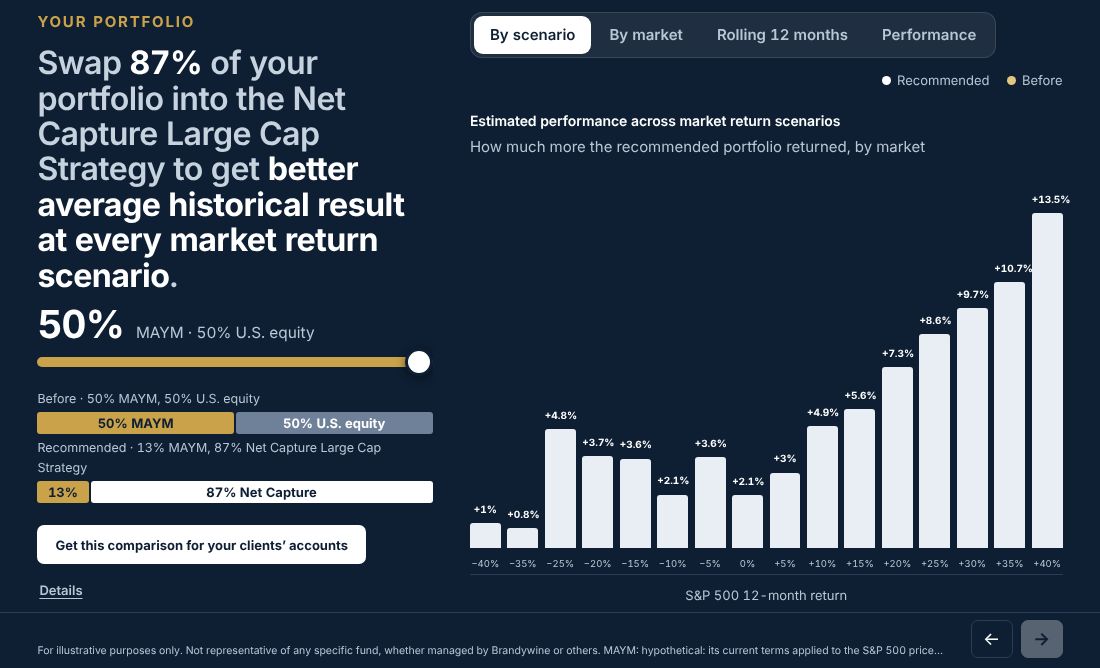 YOUR PORTFOLIO
Swap 87% of your
portfolio into the Net
Capture Large Cap
Strategy to get better
average historical result
at every market return
scenario.
50% MAYM · 50% U.S. equity
Before · 50% MAYM, 50% U.S. equity
50% MAYM 50% U.S. equity
Recommended · 13% MAYM, 87% Net Capture Large Cap
Strategy
13% 87% Net Capture
Get this comparison for your clients’ accounts
Details
By scenario By market Rolling 12 months Performance
Recommended Before
Estimated performance across market return scenarios
How much more the recommended portfolio returned, by market
+1% +0.8% +4.8% +3.7% +3.6% +2.1% +3.6% +2.1% +3% +4.9% +5.6% +7.3% +8.6% +9.7% +10.7% +13.5%
−40% −35% −25% −20% −15% −10% −5% 0% +5% +10% +15% +20% +25% +30% +35% +40%
S&P 500 12-month return
For illustrative purposes only. Not representative of any specific fund, whether managed by Brandywine or others. MAYM: hypothetical: its current terms applied to the S&P 500 price…